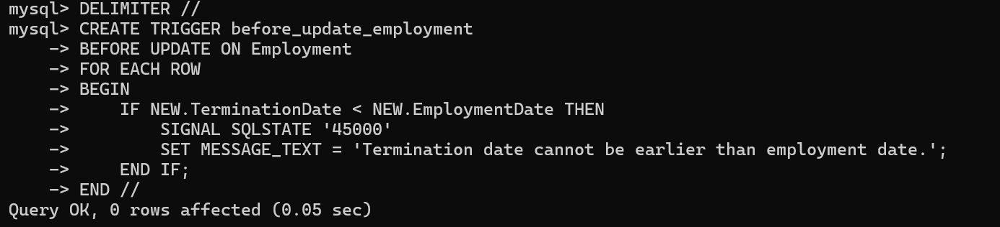 mysql> DELIMITER //
mysql> CREATE TRIGGER before_update_employment
    -> BEFORE UPDATE ON Employment
    -> FOR EACH ROW
    -> BEGIN
    ->     IF NEW.TerminationDate < NEW.EmploymentDate THEN
    ->         SIGNAL SQLSTATE '45000'
    ->         SET MESSAGE_TEXT = 'Termination date cannot be earlier than employment date.';
    ->     END IF;
    -> END //
Query OK, 0 rows affected (0.05 sec)